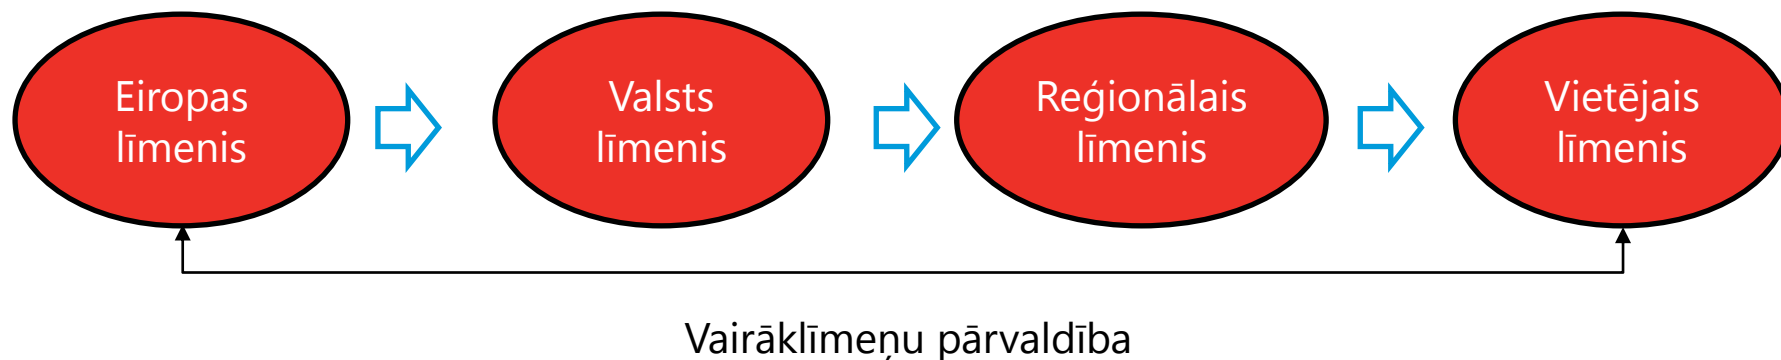 Eiropas
līmenis
Valsts
līmenis
Reģionālais
līmenis
Vietējais
līmenis
Vairāklīmeņu pārvaldība